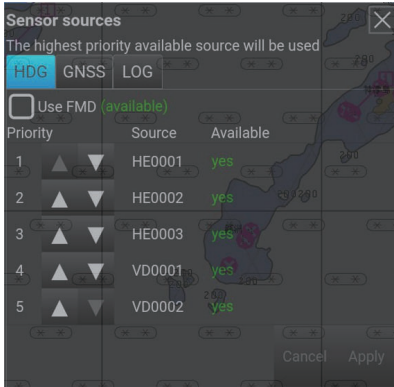 Sensor sources
The highest priority available source will be used
HDG GNSS LOG
Use FMD (available)
Priority Source Available
1 HE0001 yes
2 HE0002 yes
3 HE0003 yes
4 VD0001 yes
5 VD0002 yes
Cancel Apply